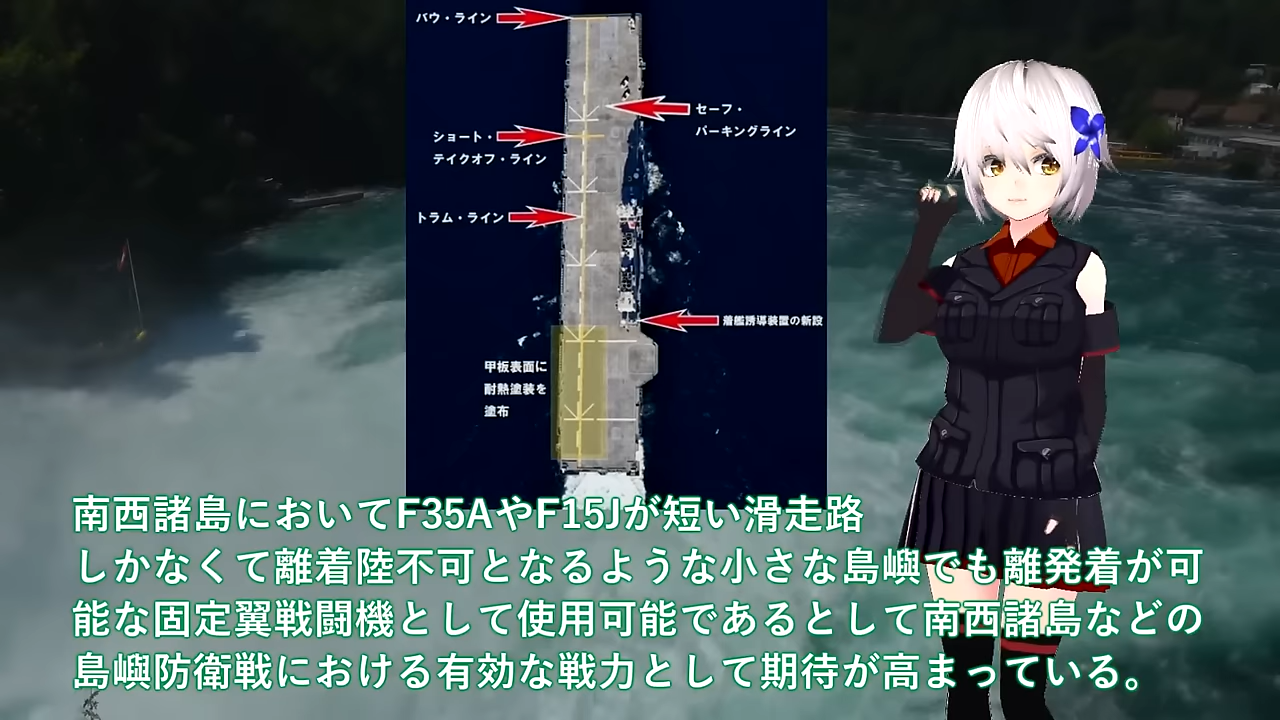 バウ・ライン
セーフ・
パーキングライン
ショート・
テイクオフ・ライン
トラム・ライン
着艦誘導装置の新設
甲板表面に
耐熱塗装を
塗布
南西諸島においてF35AやF15Jが短い滑走路
しかなくて離着陸不可となるような小さな島嶼でも離発着が可
能な固定翼戦闘機として使用可能であるとして南西諸島などの
島嶼防衛戦における有効な戦力として期待が高まっている。